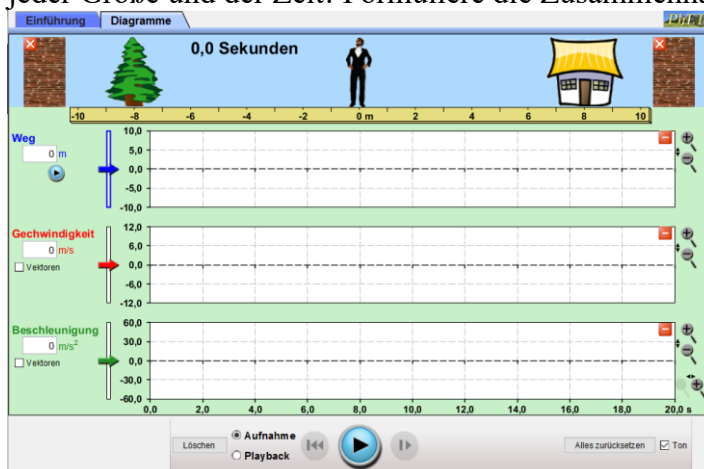 jeder Größe und der Zeit. Formuliere die Zusammenhä
Einführung
Diagramme
PhET
0,0 Sekunden
-10 -8 -6 -4 -2 0 m 2 4 6 8 10
Weg
0 m
10,0
5,0
0,0
-5,0
-10,0
Gechwindigkeit
0 m/s
Vektoren
12,0
6,0
0,0
-6,0
-12,0
Beschleunigung
0 m/s²
Vektoren
60,0
30,0
0,0
-30,0
-60,0
0,0 2,0 4,0 6,0 8,0 10,0 12,0 14,0 16,0 18,0 20,0 s
Löschen
Aufnahme
Playback
Alles zurücksetzen
Ton